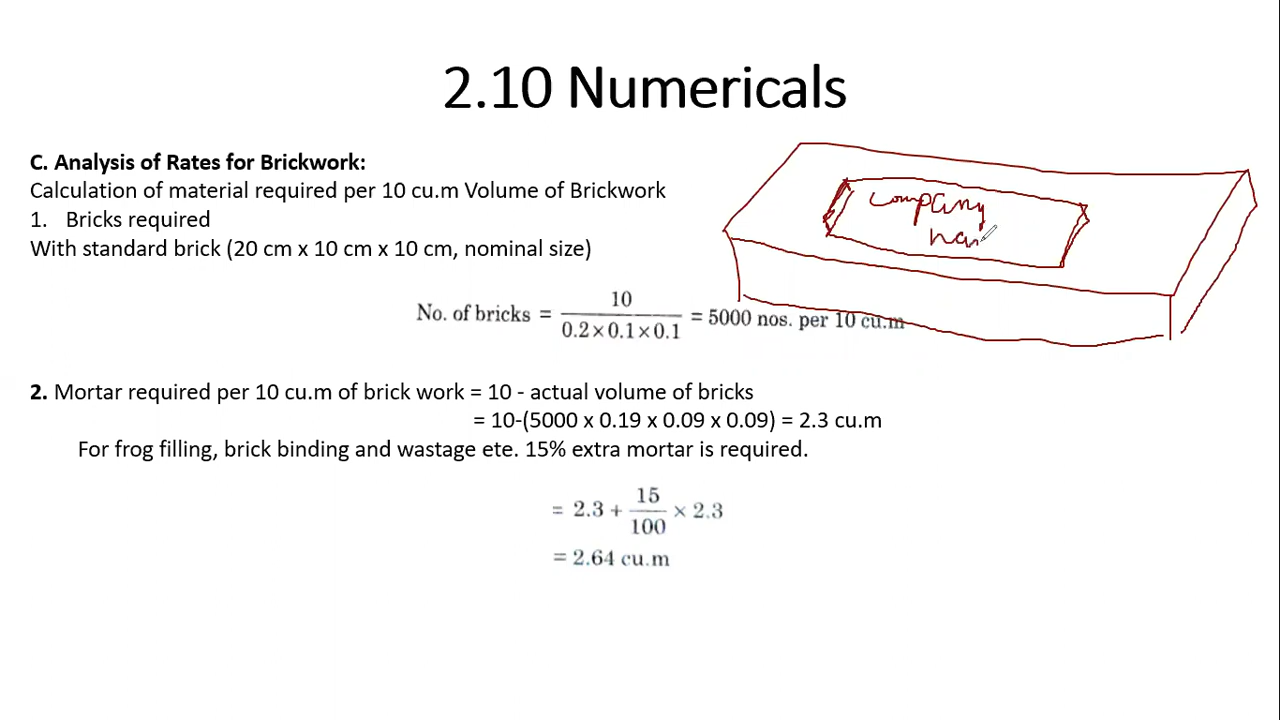 2.10 Numericals
C. Analysis of Rates for Brickwork:
Calculation of material required per 10 cu.m Volume of Brickwork
1. Bricks required
With standard brick (20 cm x 10 cm x 10 cm, nominal size)
company
No. of bricks = 10 / 0.2×0.1×0.1 = 5000 nos. per 10 cu.m
2. Mortar required per 10 cu.m of brick work = 10 - actual volume of bricks
= 10-(5000 x 0.19 x 0.09 x 0.09) = 2.3 cu.m
For frog filling, brick binding and wastage ete. 15% extra mortar is required.
= 2.3 + 15/100 × 2.3
= 2.64 cu.m